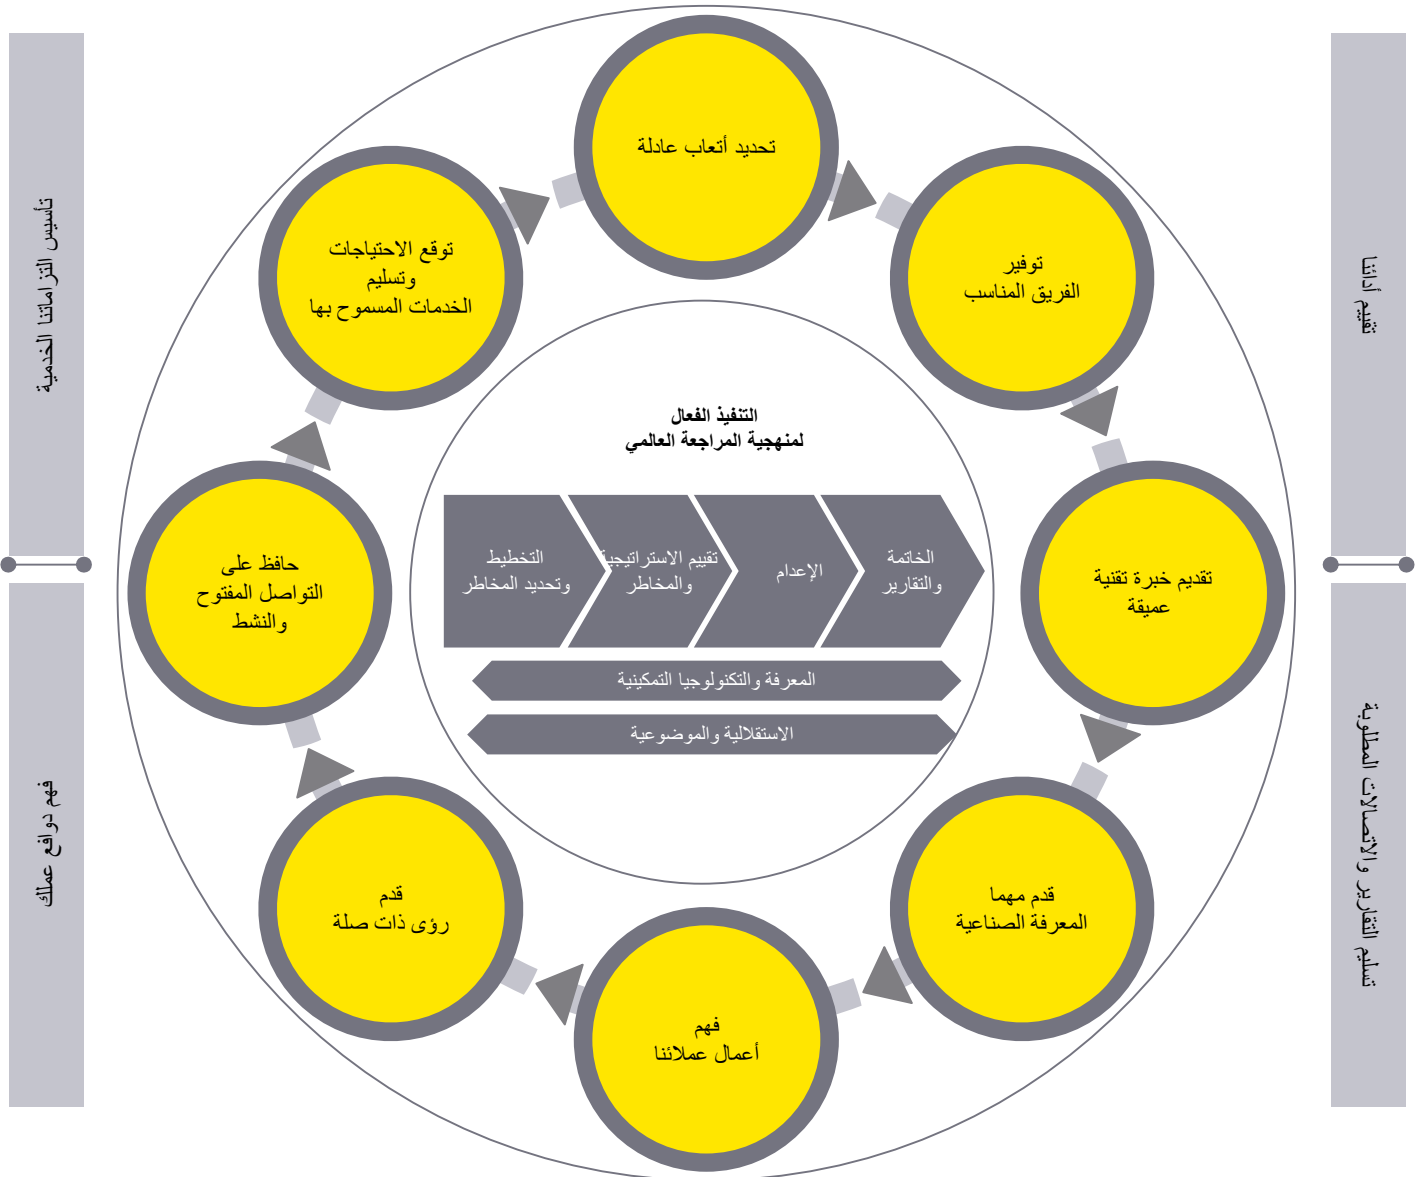 تحديد أتعاب عادلة
توفير
الفريق المناسب
تقديم خبرة تقنية
عميقة
قدم مهما
المعرفة الصناعية
فهم
أعمال عملائنا
قدم
رؤى ذات صلة
حافظ على
التواصل المفتوح
والنشط
توقع الاحتياجات
وتسليم
الخدمات المسموح بها
التنفيذ الفعال
لمنهجية المراجعة العالمي
التخطيط
وتحديد المخاطر
تقييم الاستراتيجية
والمخاطر
الإعدام
الخاتمة
والتقارير
المعرفة والتكنولوجيا التمكينية
الاستقلالية والموضوعية
تأسيس التزاماتنا الخدمية
فهم دوافع عملك
تقييم أدائنا
تسليم التقارير والاتصالات المطلوبة